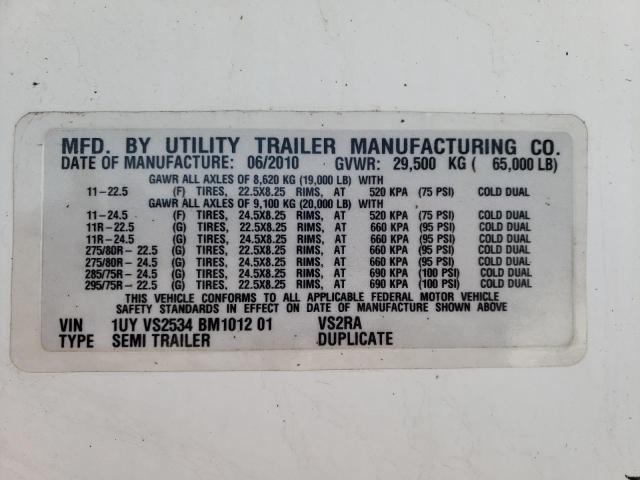 MFD. BY UTILITY TRAILER MANUFACTURING CO.
DATE OF MANUFACTURE: 06/2010 GVWR: 29,500 KG ( 65,000 LB)
GAWR ALL AXLES OF 8,620 KG (19,000 LB) WITH
11-22.5 (F) TIRES, 22.5X8.25 RIMS, AT 520 KPA (75 PSI) COLD DUAL
GAWR ALL AXLES OF 9,100 KG (20,000 LB) WITH
11-24.5 (F) TIRES, 24.5X8.25 RIMS, AT 520 KPA (75 PSI) COLD DUAL
11R-22.5 (G) TIRES, 22.5X8.25 RIMS, AT 660 KPA (95 PSI) COLD DUAL
11R-24.5 (G) TIRES, 24.5X8.25 RIMS, AT 660 KPA (95 PSI) COLD DUAL
275/80R-22.5 (G) TIRES, 22.5X8.25 RIMS, AT 660 KPA (95 PSI) COLD DUAL
275/80R-24.5 (G) TIRES, 24.5X8.25 RIMS, AT 660 KPA (95 PSI) COLD DUAL
285/75R-24.5 (G) TIRES, 24.5X8.25 RIMS, AT 690 KPA (100 PSI) COLD DUAL
295/75R-22.5 (G) TIRES, 22.5X8.25 RIMS, AT 690 KPA (100 PSI) COLD DUAL
THIS VEHICLE CONFORMS TO ALL APPLICABLE FEDERAL MOTOR VEHICLE
SAFETY STANDARDS IN EFFECT ON DATE OF MANUFACTURE SHOWN ABOVE
VIN 1UY VS2534 BM1012 01 VS2RA
TYPE SEMI TRAILER DUPLICATE